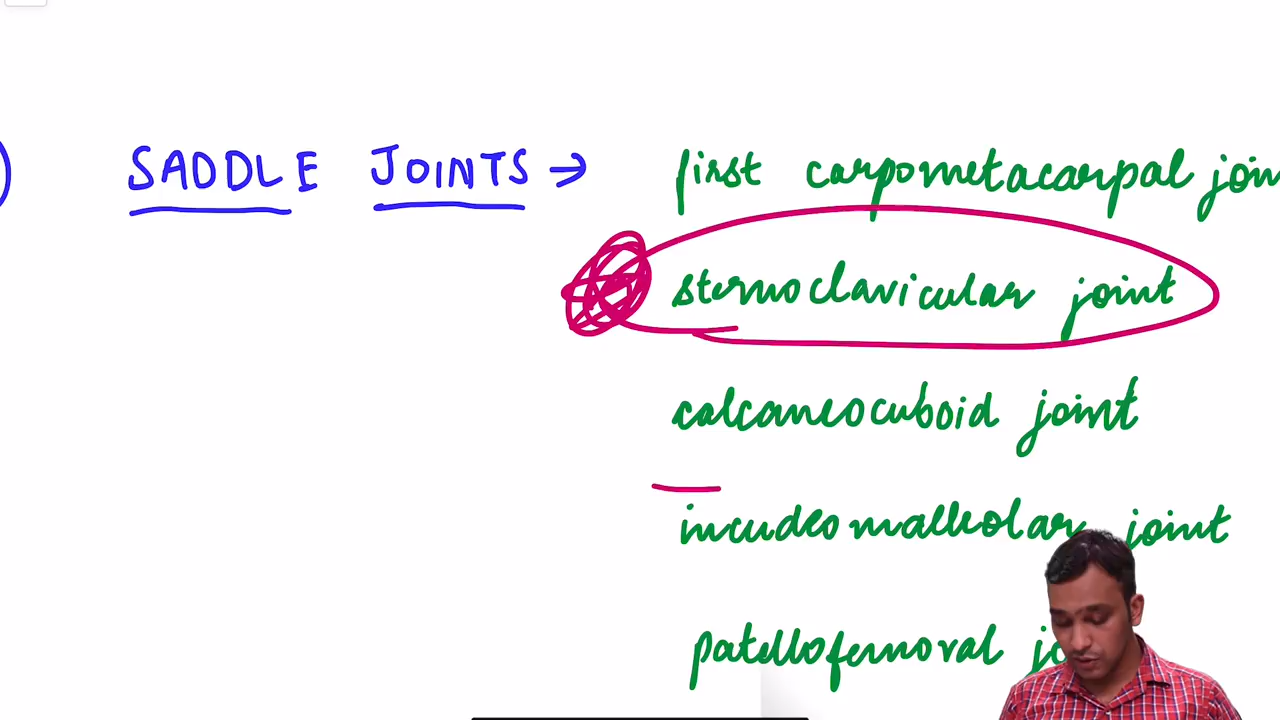 ) SADDLE JOINTS → first carpometacarpal join
sternoclavicular joint
calcaneocuboid joint
incudeomalleolar joint
patellofemoral jo